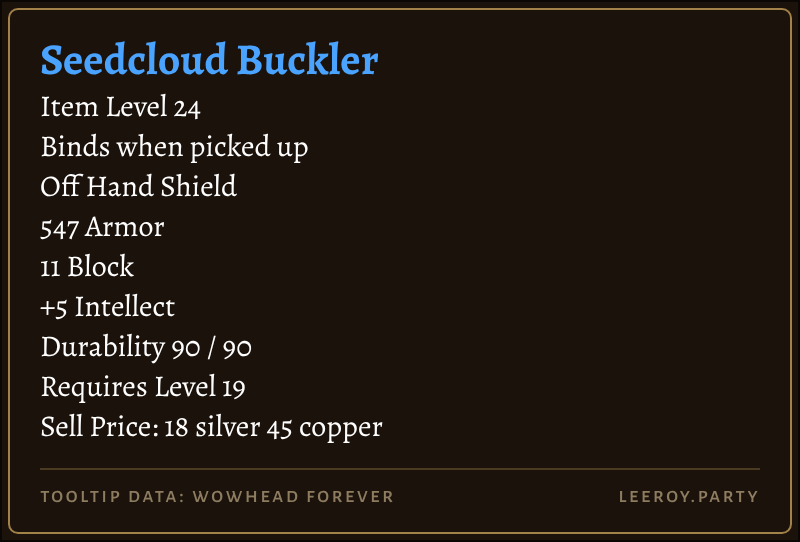 Seedcloud Buckler
Item Level 24
Binds when picked up
Off Hand Shield
547 Armor
11 Block
+5 Intellect
Durability 90 / 90
Requires Level 19
Sell Price: 18 silver 45 copper
TOOLTIP DATA: WOWHEAD FOREVER
LEEROY.PARTY